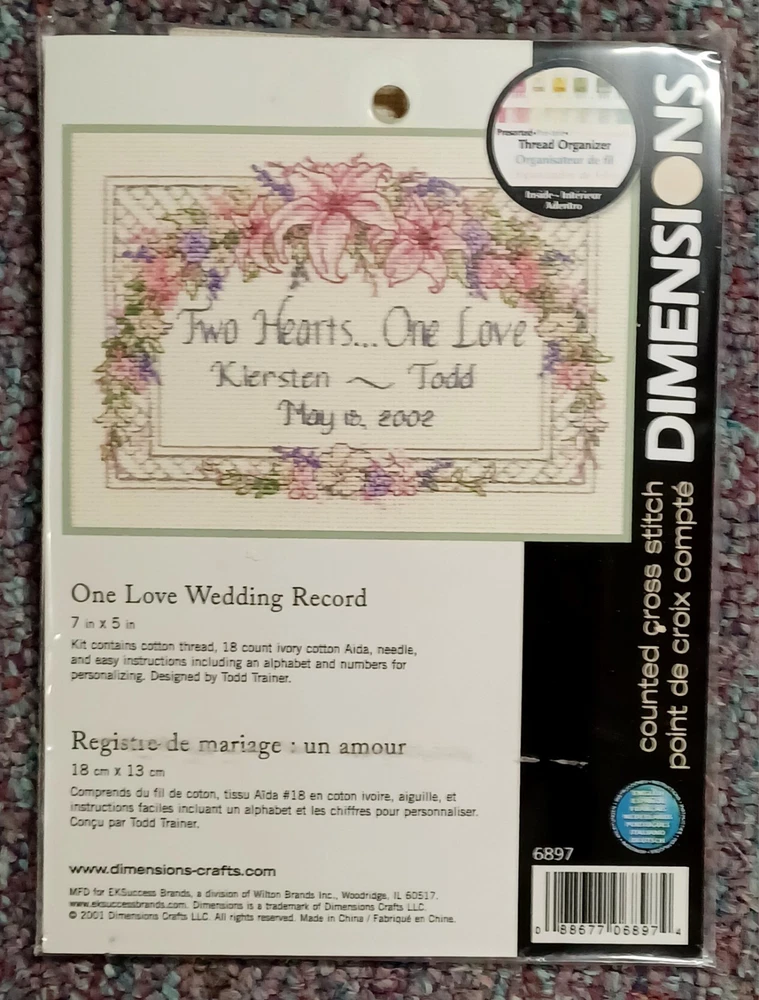 Thread Organizer
Organisateur de fil
Inside - Intérieur
Adentro
DIMENSIONS
counted cross stitch
point de croix compté
Two Hearts...One Love
Kiersten ~ Todd
May 18, 2002
One Love Wedding Record
7 in X 5 in
Kit contains cotton thread, 18 count ivory cotton Aida, needle,
and easy instructions including an alphabet and numbers for
personalizing. Designed by Todd Trainer.
Registre de mariage : un amour
18 cm X 13 cm
Comprends du fil de coton, tissu Aïda #18 en coton ivoire, aiguille, et
instructions faciles incluant un alphabet et les chiffres pour personnaliser.
Conçu par Todd Trainer.
www.dimensions-crafts.com
MFD for EKSuccess Brands, a division of Wilton Brands Inc., Woodridge, IL 60517.
www.eksuccessbrands.com. Dimensions is a trademark of Dimensions Crafts LLC.
© 2001 Dimensions Crafts LLC. All rights reserved. Made in China / Fabriqué en Chine.
6897
0 88677 06897 4